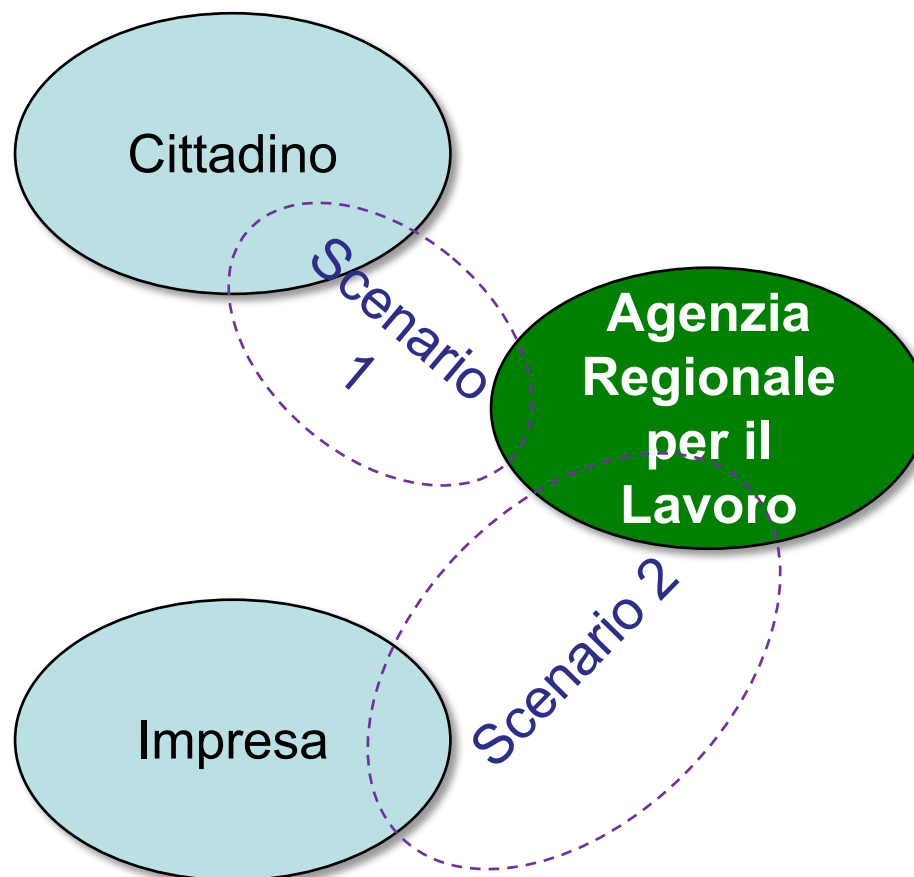 Cittadino
Scenario
1
Agenzia
Regionale
per il
Lavoro
Scenario 2
Impresa